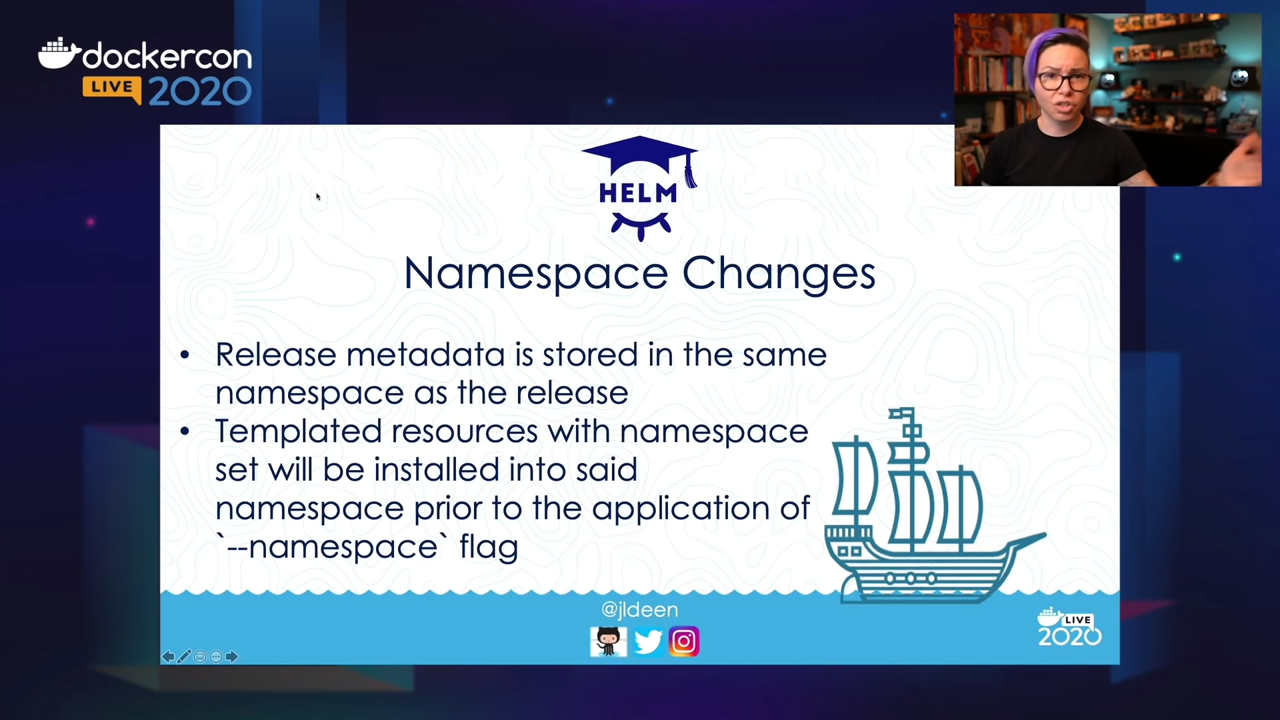 dockercon
LIVE 2020
HELM
Namespace Changes
• Release metadata is stored in the same
namespace as the release
• Templated resources with namespace
set will be installed into said
namespace prior to the application of
`--namespace` flag
@jldeen
LIVE
2020